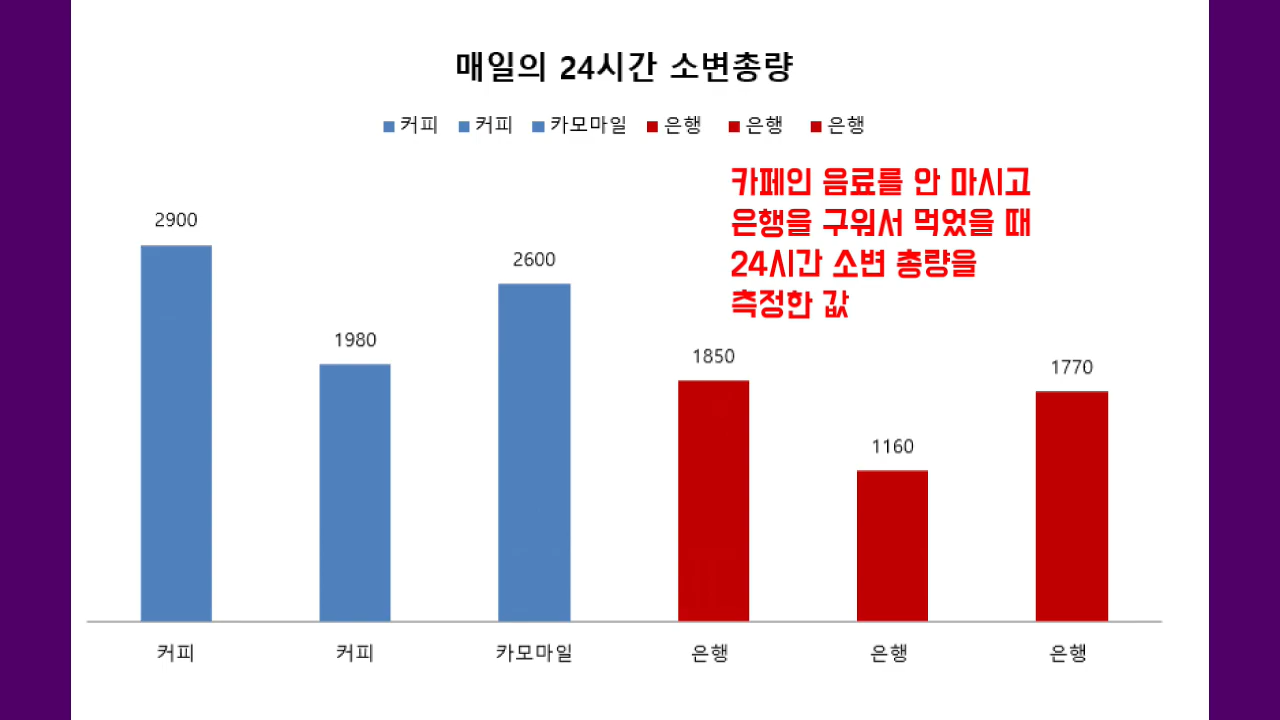 매일의 24시간 소변총량
커피 커피 카모마일 은행 은행 은행
카페인 음료를 안 마시고
은행을 구워서 먹었을 때
24시간 소변 총량을
측정한 값
2900
2600
1980
1850
1770
1160
커피 커피 카모마일 은행 은행 은행